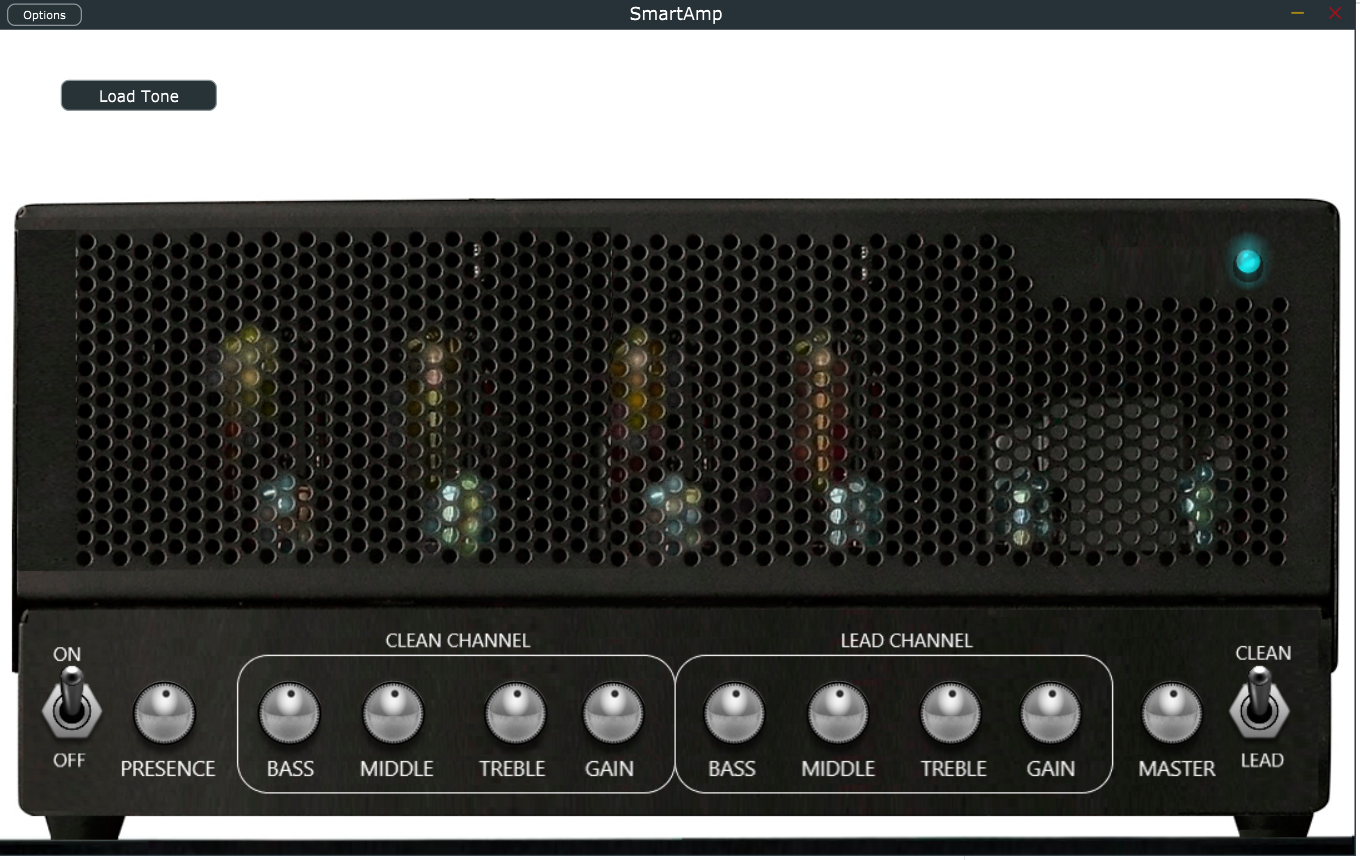 Options
SmartAmp
Load Tone
CLEAN CHANNEL
LEAD CHANNEL
ON
CLEAN
OFF
LEAD
PRESENCE
BASS
MIDDLE
TREBLE
GAIN
BASS
MIDDLE
TREBLE
GAIN
MASTER